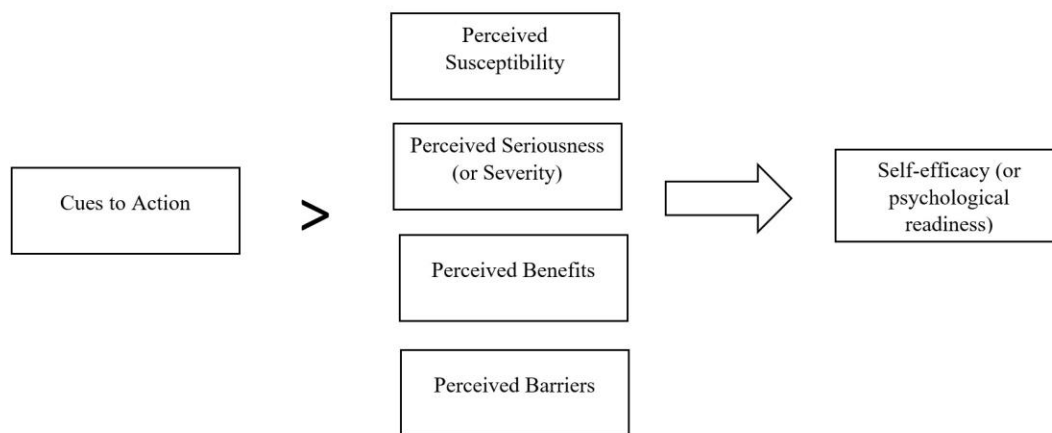 Perceived
Susceptibility
Perceived Seriousness
(or Severity)
Cues to Action
>
Perceived Benefits
Perceived Barriers
Self-efficacy (or
psychological
readiness)